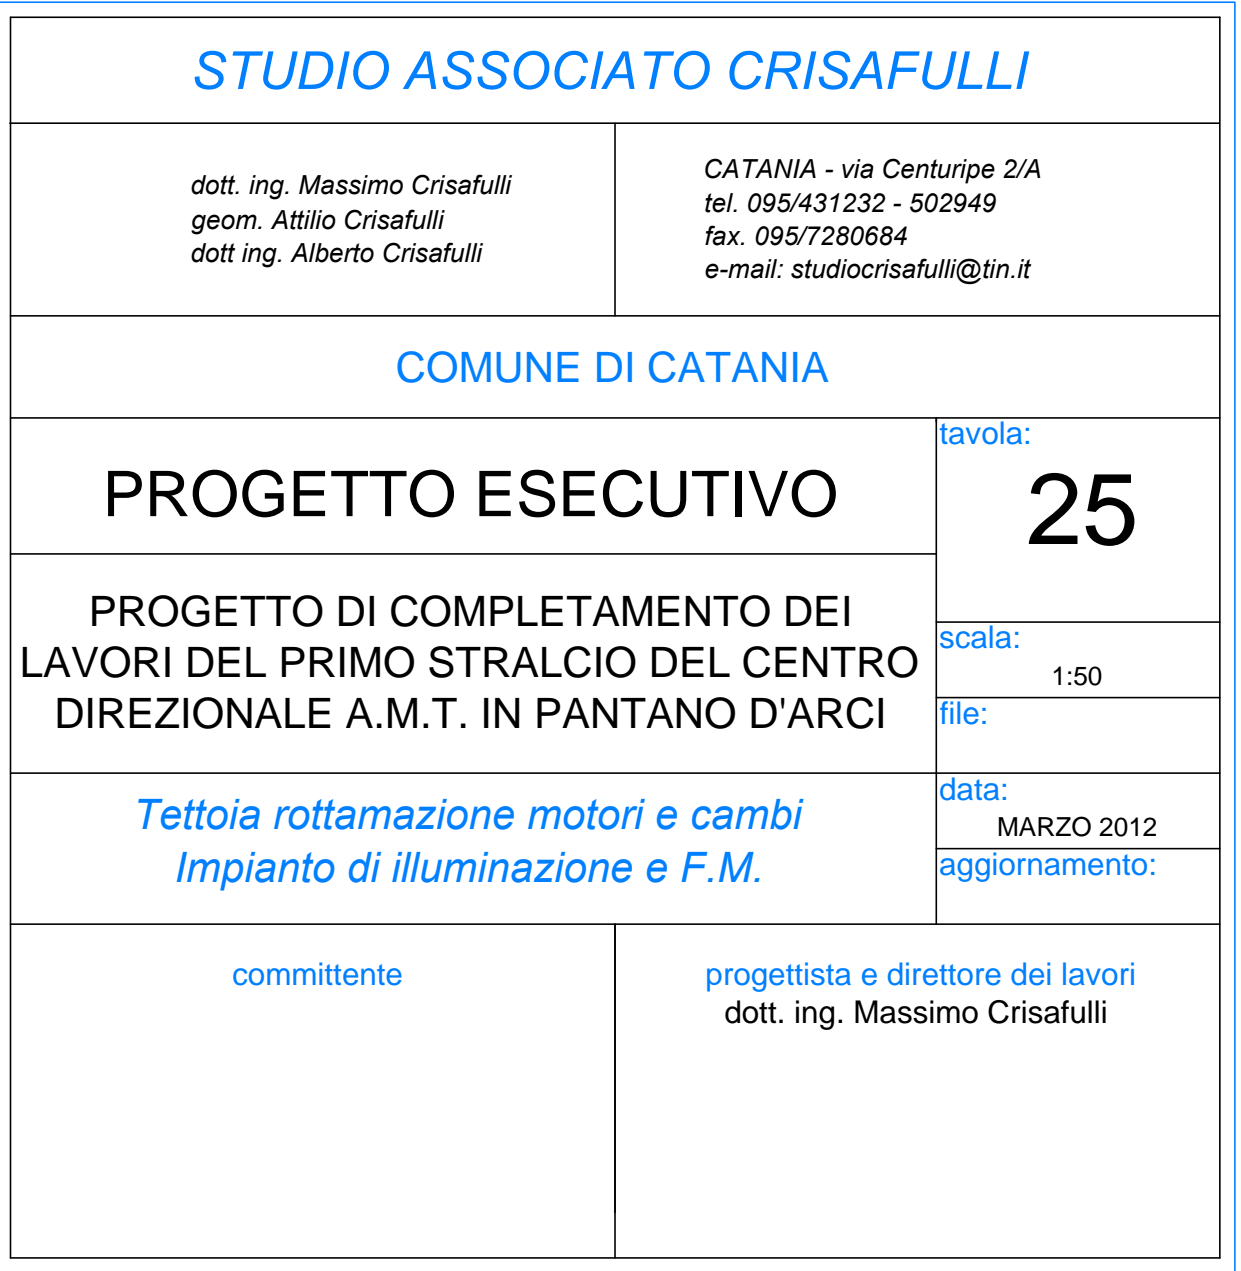 STUDIO ASSOCIATO CRISAFULLI
dott. ing. Massimo Crisafulli
geom. Attilio Crisafulli
dott ing. Alberto Crisafulli
CATANIA - via Centuripe 2/A
tel. 095/431232 - 502949
fax. 095/7280684
e-mail: studiocrisafulli@tin.it
COMUNE DI CATANIA
PROGETTO ESECUTIVO
tavola:
25
PROGETTO DI COMPLETAMENTO DEI
LAVORI DEL PRIMO STRALCIO DEL CENTRO
DIREZIONALE A.M.T. IN PANTANO D'ARCI
scala:
1:50
file:
Tettoia rottamazione motori e cambi
Impianto di illuminazione e F.M.
data:
MARZO 2012
aggiornamento:
committente
progettista e direttore dei lavori
dott. ing. Massimo Crisafulli